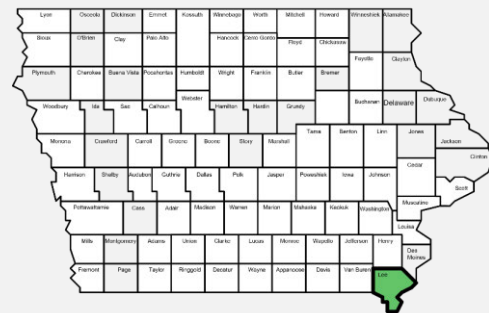 Lyon Osceola Dickinson Emmet Kossuth Winnebago Worth Mitchell Howard Winneshiek Allamakee
Sioux O'Brien Clay Palo Alto Hancock Cerro Gordo Floyd Chickasaw
Fayette Clayton
Plymouth Cherokee Buena Vista Pocahontas Humboldt Wright Franklin Butler Bremer
Webster
Woodbury Ida Sac Calhoun Hamilton Hardin Grundy Buchanan Delaware Dubuque
Monona Crawford Carroll Greene Boone Story Marshall Tama Benton Linn Jones Jackson
Clinton
Cedar
Harrison Shelby Audubon Guthrie Dallas Polk Jasper Poweshiek Iowa Johnson Scott
Muscatine
Pottawattamie Cass Adair Madison Warren Marion Mahaska Keokuk Washington
Louisa
Mills Montgomery Adams Union Clarke Lucas Monroe Wapello Jefferson Henry Des
Moines
Fremont Page Taylor Ringgold Decatur Wayne Appanoose Davis Van Buren Lee